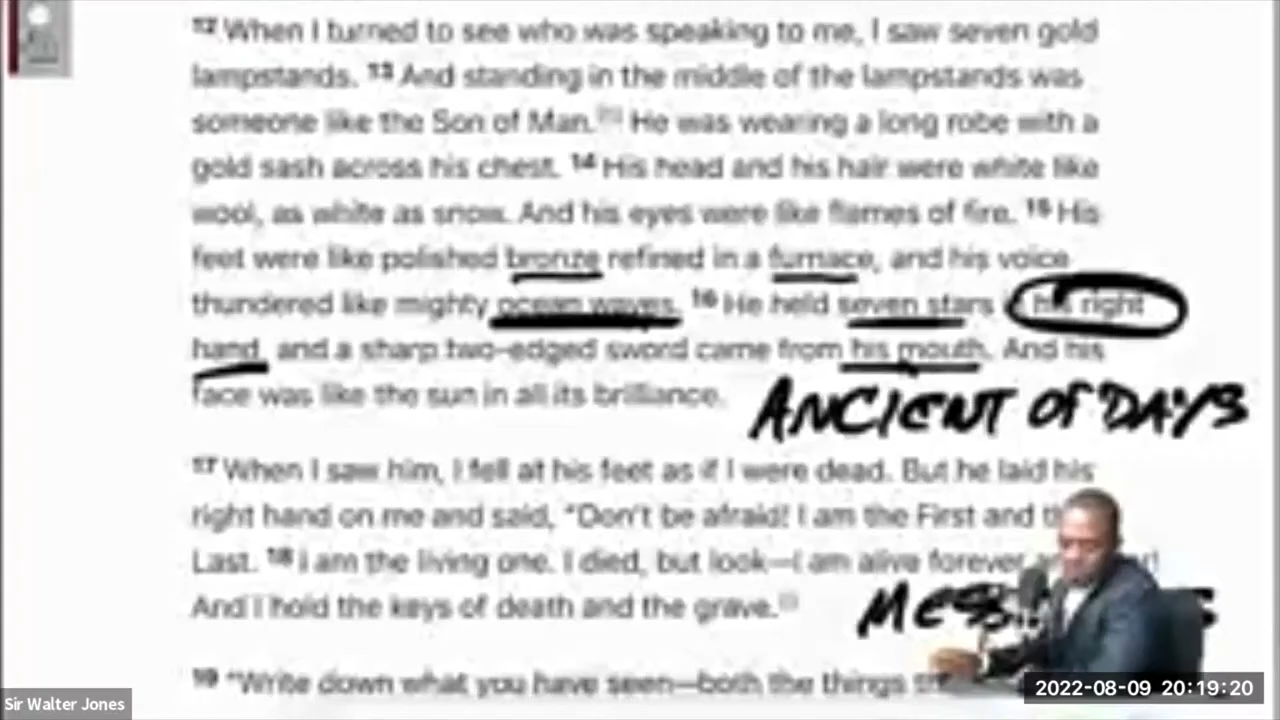 12 When I turned to see who was speaking to me, I saw seven gold
lampstands. 13 And standing in the middle of the lampstands was
someone like the Son of Man. He was wearing a long robe with a
gold sash across his chest. 14 His head and his hair were white like
wool, as white as snow. And his eyes were like flames of fire. 15 His
feet were like polished bronze refined in a furnace, and his voice
thundered like mighty ocean waves. 16 He held seven stars his right
hand, and a sharp two-edged sword came from his mouth. And his
face was like the sun in all its brilliance.
ANCIENT OF DAYS
17 When I saw him, I fell at his feet as if I were dead. But he laid his
right hand on me and said, "Don't be afraid! I am the First and
Last. 18 I am the living one. I died, but look—I am alive forever
And I hold the keys of death and the grave.
19 "Write down what you have seen—both the things
2022-08-09 20:19:20
Sir Walter Jones